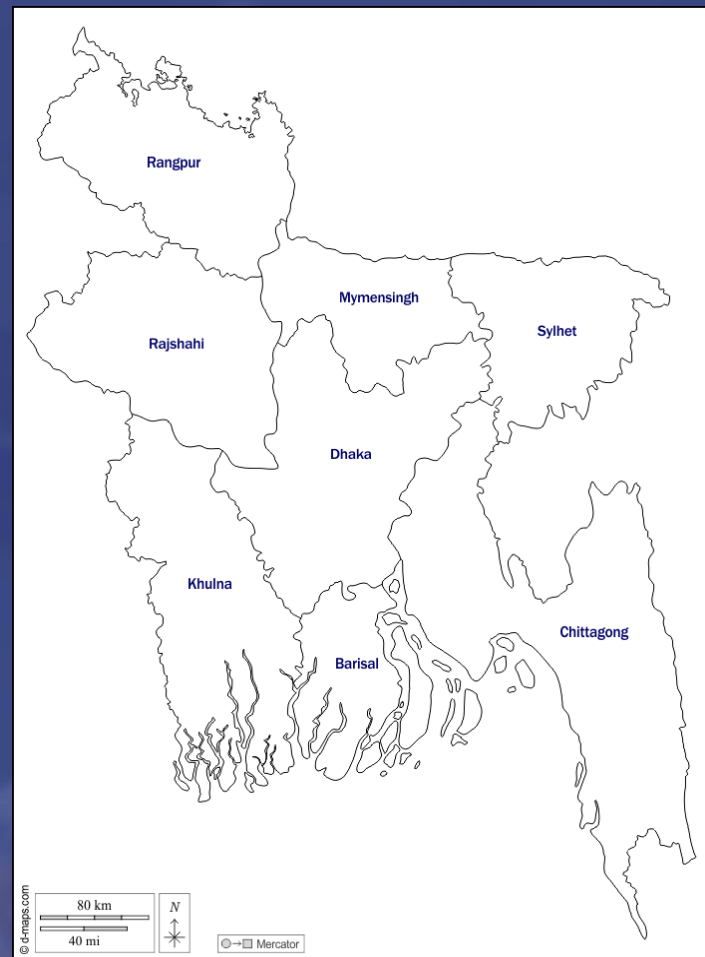 Rangpur
Mymensingh
Sylhet
Rajshahi
Dhaka
Khulna
Chittagong
Barisal
© d-maps.com
80 km
40 mi
N
Mercator